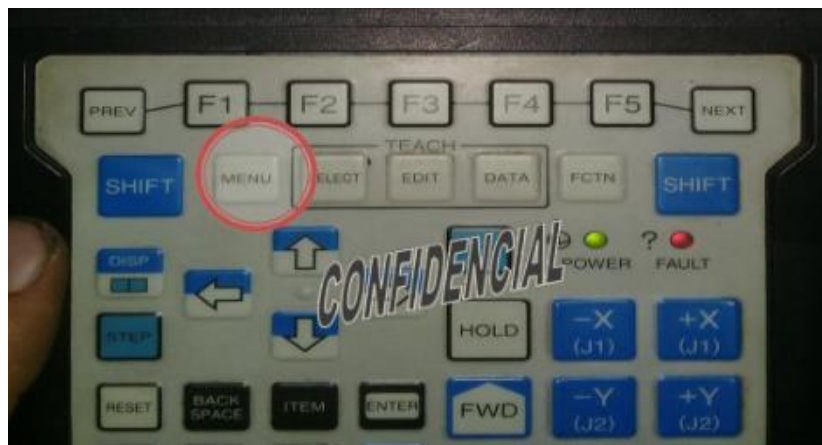 PREV F1 F2 F3 F4 F5 NEXT
TEACH
SHIFT MENU SELECT EDIT DATA FCTN SHIFT
DISP ? 
POWER FAULT
CONFIDENCIAL
STEP HOLD -X +X
(J1) (J1)
RESET BACK SPACE ITEM ENTER FWD -Y +Y
(J2) (J2)